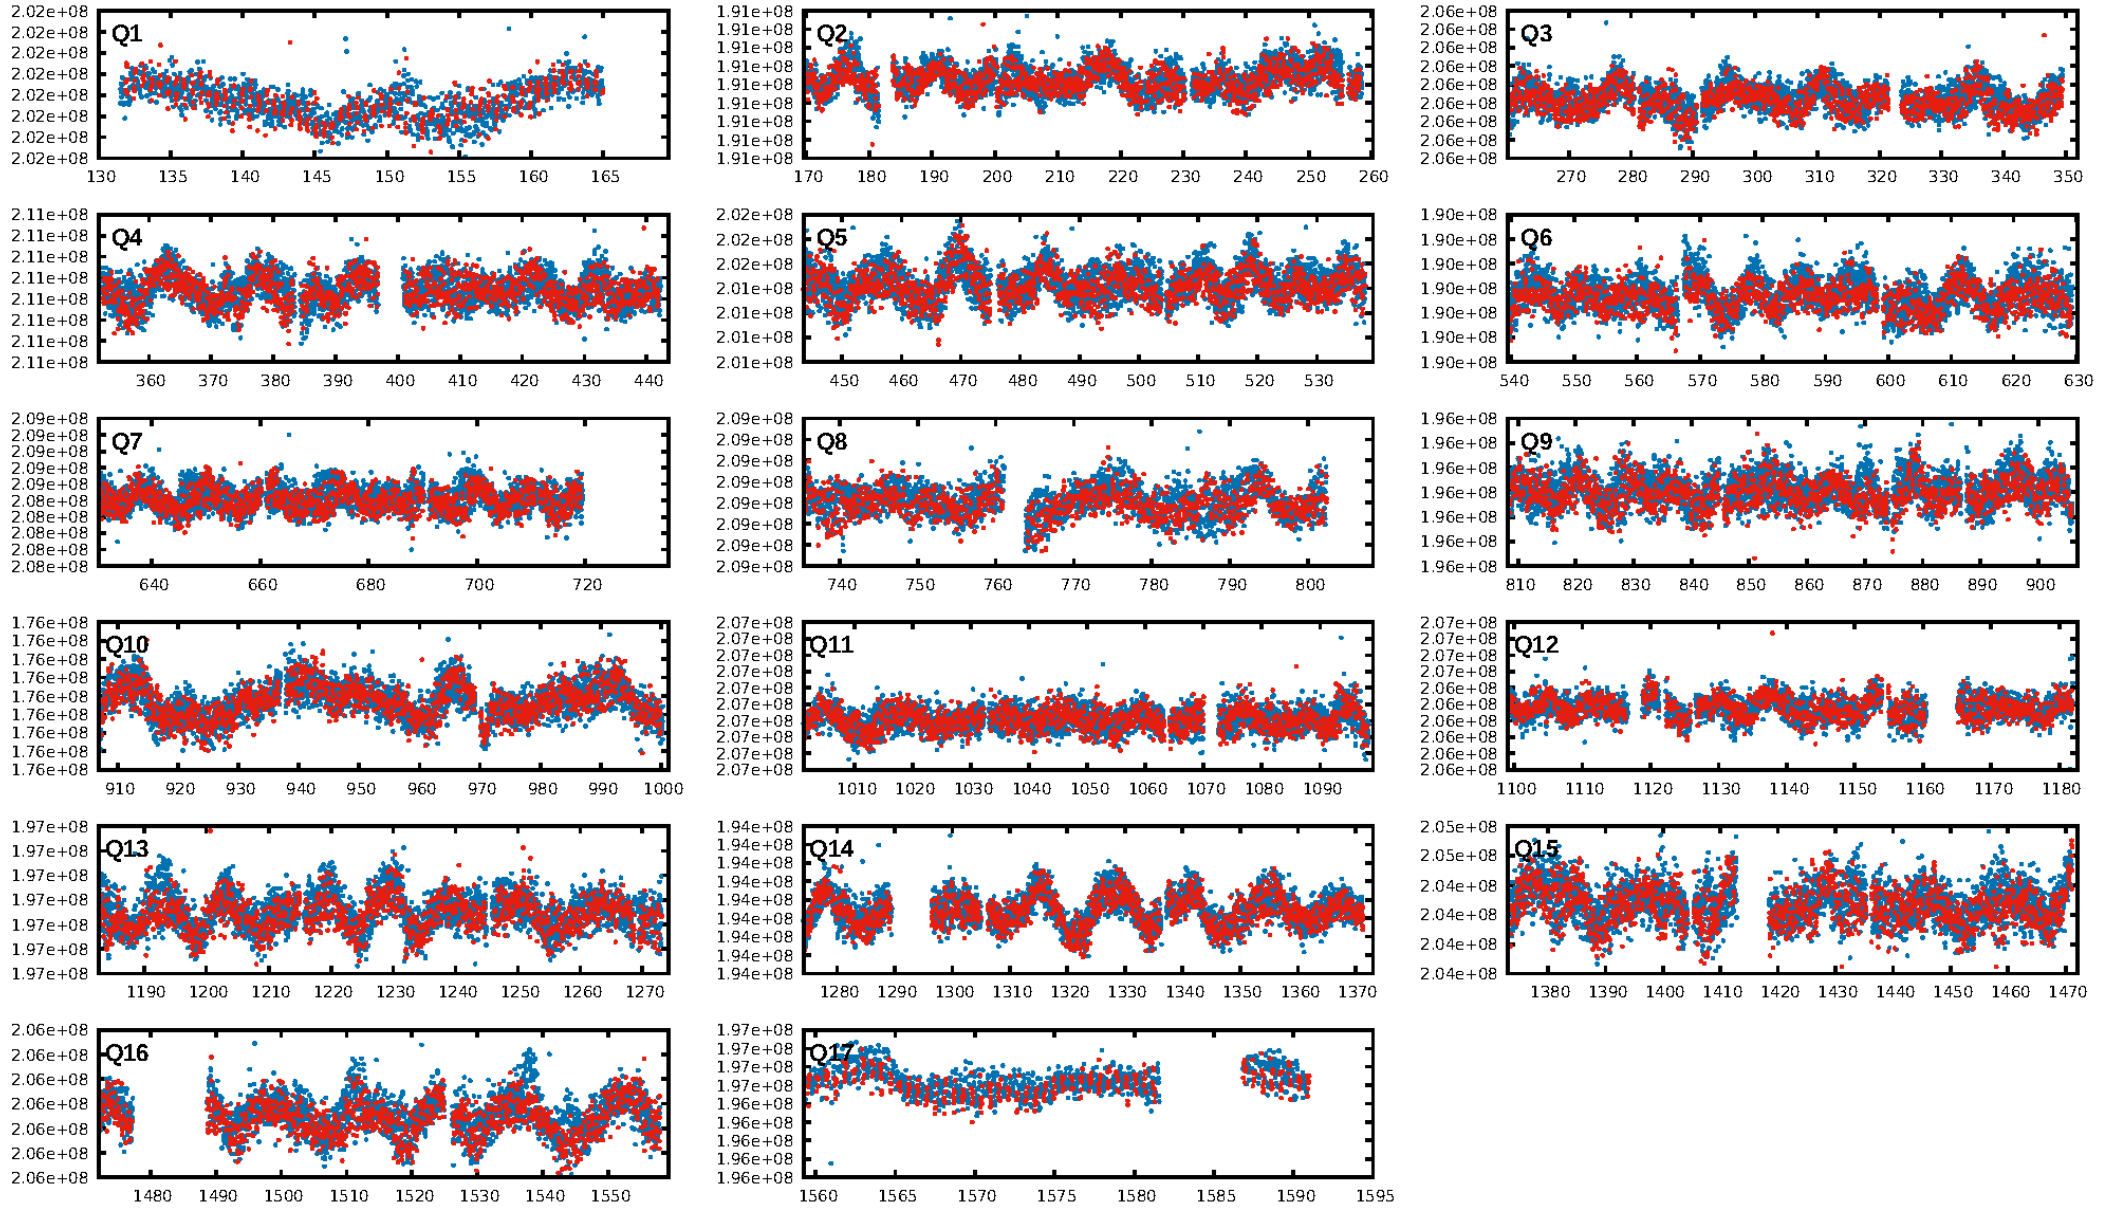 2.02e+08
2.02e+08
2.02e+08
2.02e+08
2.02e+08
2.02e+08
2.02e+08
2.02e+08
Q1
130 135 140 145 150 155 160 165
1.91e+08
1.91e+08
1.91e+08
1.91e+08
1.91e+08
1.91e+08
1.91e+08
1.91e+08
1.91e+08
Q2
170 180 190 200 210 220 230 240 250 260
2.06e+08
2.06e+08
2.06e+08
2.06e+08
2.06e+08
2.06e+08
2.06e+08
2.06e+08
2.06e+08
Q3
270 280 290 300 310 320 330 340 350
2.11e+08
2.11e+08
2.11e+08
2.11e+08
2.11e+08
2.11e+08
2.11e+08
2.11e+08
Q4
360 370 380 390 400 410 420 430 440
2.02e+08
2.02e+08
2.02e+08
2.01e+08
2.01e+08
2.01e+08
2.01e+08
Q5
450 460 470 480 490 500 510 520 530
1.90e+08
1.90e+08
1.90e+08
1.90e+08
1.90e+08
1.90e+08
1.90e+08
Q6
540 550 560 570 580 590 600 610 620 630
2.09e+08
2.09e+08
2.09e+08
2.09e+08
2.09e+08
2.08e+08
2.08e+08
2.08e+08
2.08e+08
2.08e+08
Q7
640 660 680 700 720
2.09e+08
2.09e+08
2.09e+08
2.09e+08
2.09e+08
2.09e+08
2.09e+08
2.09e+08
Q8
740 750 760 770 780 790 800
1.96e+08
1.96e+08
1.96e+08
1.96e+08
1.96e+08
1.96e+08
1.96e+08
Q9
810 820 830 840 850 860 870 880 890 900
1.76e+08
1.76e+08
1.76e+08
1.76e+08
1.76e+08
1.76e+08
1.76e+08
1.76e+08
1.76e+08
Q10
910 920 930 940 950 960 970 980 990 1000
2.07e+08
2.07e+08
2.07e+08
2.07e+08
2.07e+08
2.07e+08
2.07e+08
2.07e+08
2.07e+08
2.07e+08
Q11
1010 1020 1030 1040 1050 1060 1070 1080 1090
2.07e+08
2.07e+08
2.07e+08
2.07e+08
2.06e+08
2.06e+08
2.06e+08
2.06e+08
2.06e+08
2.06e+08
Q12
1100 1110 1120 1130 1140 1150 1160 1170 1180
1.97e+08
1.97e+08
1.97e+08
1.97e+08
1.97e+08
1.97e+08
1.97e+08
Q13
1190 1200 1210 1220 1230 1240 1250 1260 1270
1.94e+08
1.94e+08
1.94e+08
1.94e+08
1.94e+08
1.94e+08
1.94e+08
1.94e+08
1.94e+08
Q14
1280 1290 1300 1310 1320 1330 1340 1350 1360 1370
2.05e+08
2.05e+08
2.04e+08
2.04e+08
2.04e+08
2.04e+08
Q15
1380 1390 1400 1410 1420 1430 1440 1450 1460 1470
2.06e+08
2.06e+08
2.06e+08
2.06e+08
2.06e+08
2.06e+08
2.06e+08
Q16
1480 1490 1500 1510 1520 1530 1540 1550
1.97e+08
1.97e+08
1.97e+08
1.97e+08
1.96e+08
1.96e+08
1.96e+08
1.96e+08
1.96e+08
Q17
1560 1565 1570 1575 1580 1585 1590 1595